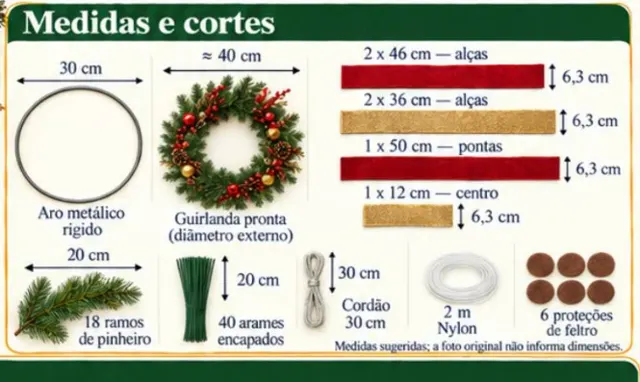 Medidas e cortes
30 cm
≈ 40 cm
2 x 46 cm — alças
6,3 cm
2 x 36 cm — alças
6,3 cm
1 x 50 cm — pontas
6,3 cm
1 x 12 cm — centro
6,3 cm
Aro metálico
rígido
Guirlanda pronta
(diâmetro externo)
20 cm
18 ramos
de pinheiro
20 cm
40 arames
encapados
30 cm
Cordão
30 cm
2 m
Nylon
6 proteções
de feltro
Medidas sugeridas; a foto original não informa dimensões.